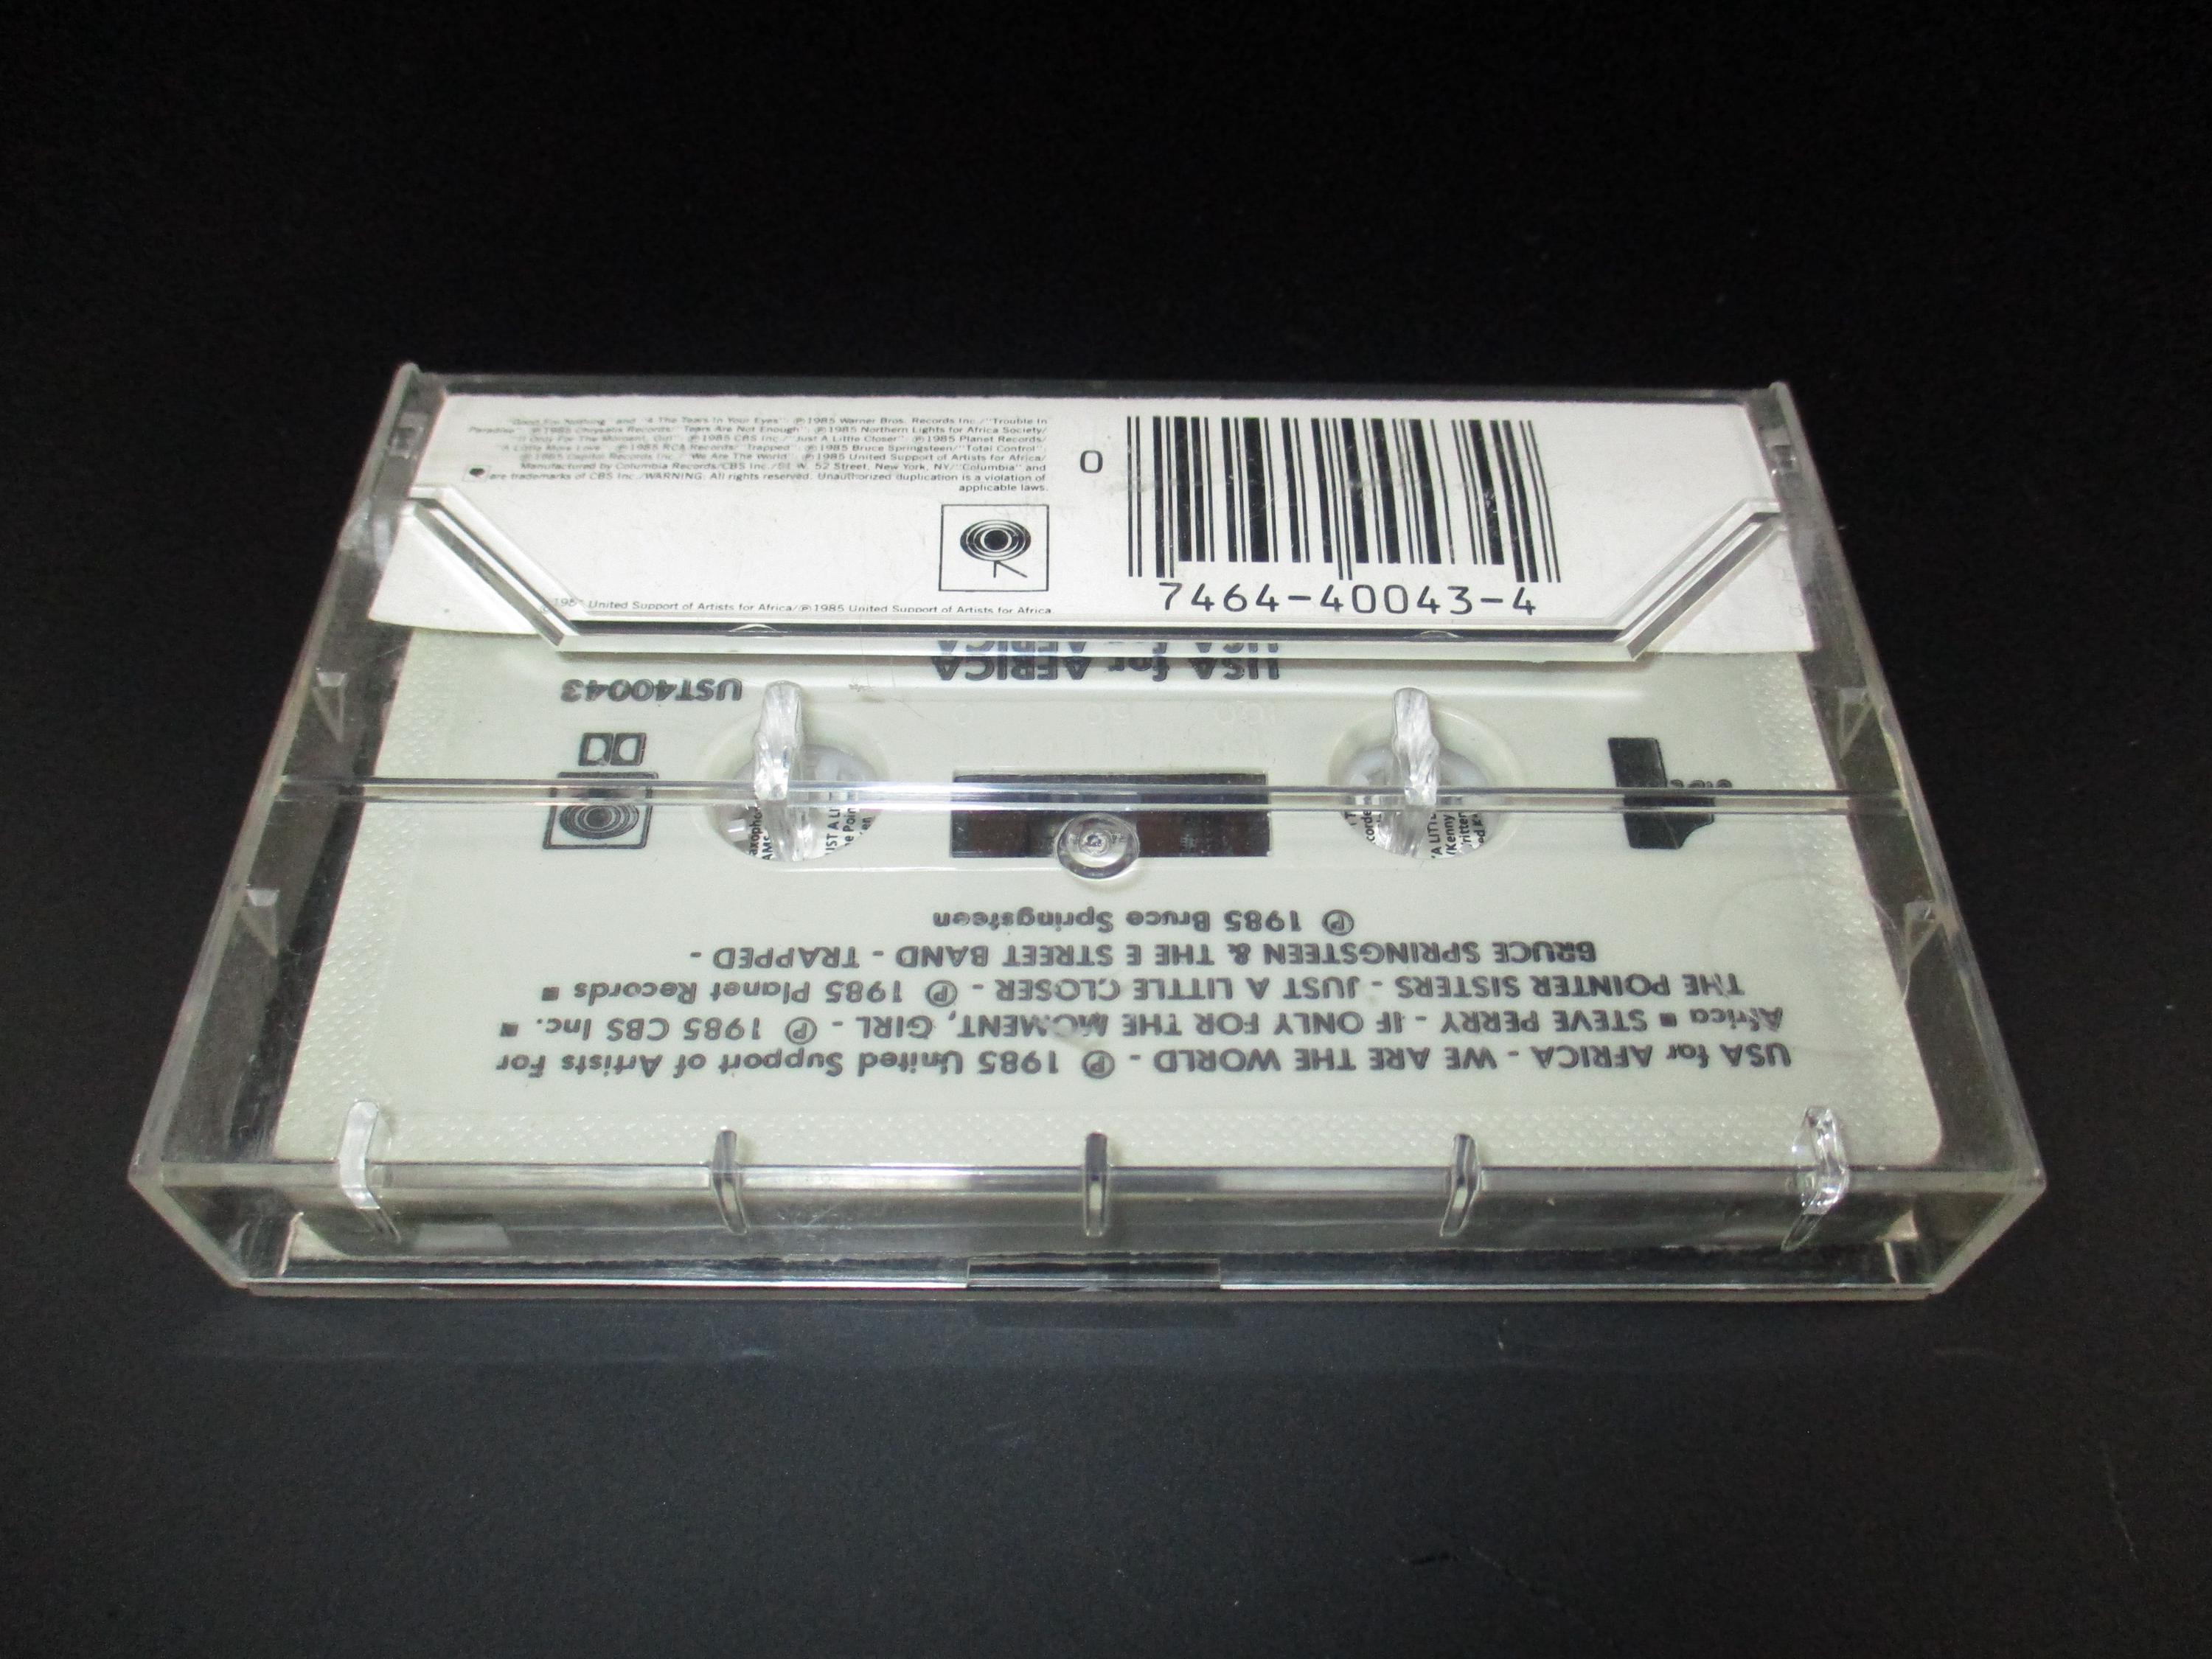 "Good For Nothing" and "4 The Tears In Your Eyes": ℗ 1985 Warner Bros. Records Inc./"Trouble In
Paradise": ℗ 1985 Chrysalis Records/"Tears Are Not Enough": ℗ 1985 Northern Lights for Africa Society/
"If Only For The Moment, Girl": ℗ 1985 CBS Inc./"Just A Little Closer": ℗ 1985 Planet Records/
"A Little More Love": ℗ 1985 RCA Records/"Trapped": ℗ 1985 Bruce Springsteen/"Total Control":
℗ 1985 Capitol Records Inc./"We Are The World": ℗ 1985 United Support of Artists for Africa/
Manufactured by Columbia Records/CBS Inc./51 W. 52 Street, New York, NY/"Columbia" and
are trademarks of CBS Inc./WARNING: All rights reserved. Unauthorized duplication is a violation of
applicable laws.
1985 United Support of Artists for Africa/℗ 1985 United Support of Artists for Africa
0
7464-40043-4
USA for AFRICA
UST40043
USA for AFRICA - WE ARE THE WORLD - ℗ 1985 United Support of Artists For
Africa ■ STEVE PERRY - IF ONLY FOR THE MOMENT, GIRL - ℗ 1985 CBS Inc. ■
THE POINTER SISTERS - JUST A LITTLE CLOSER - ℗ 1985 Planet Records ■
BRUCE SPRINGSTEEN & THE E STREET BAND - TRAPPED -
℗ 1985 Bruce Springsteen